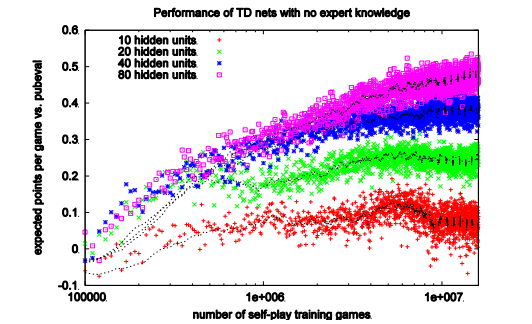 Performance of TD nets with no expert knowledge
0.6
10 hidden units
20 hidden units
40 hidden units
80 hidden units
0.5
0.4
0.3
0.2
0.1
0
-0.1
expected points per game vs. pubeval
100000
1e+006
1e+007
number of self-play training games